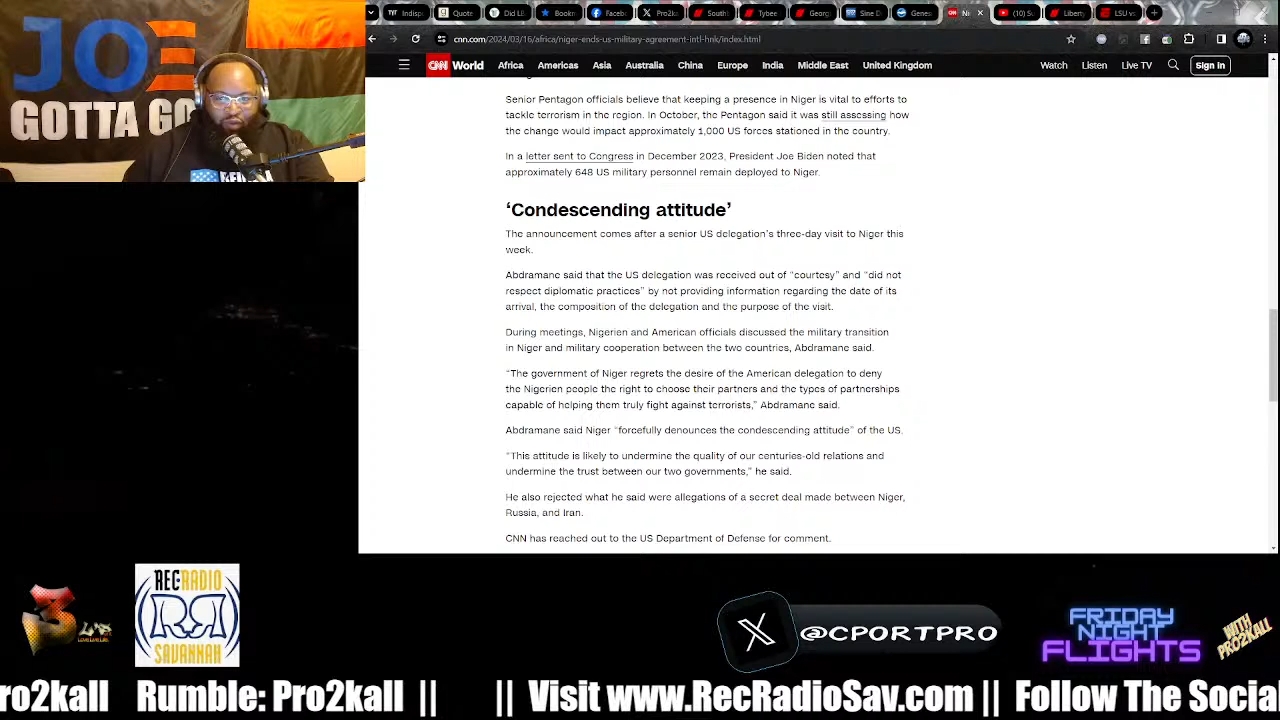 JOE
GOTTA GO
Indisp
Quote
Did LB
Bookm
Faceb
Pro2k
South
Tybee
Georg
Sine D
Genes
(10) S
Liberty
LSU v
cnn.com/2024/03/16/africa/niger-ends-us-military-agreement-intl-hnk/index.html
CNN World Africa Americas Asia Australia China Europe India Middle East United Kingdom Watch Listen Live TV Sign In
Senior Pentagon officials believe that keeping a presence in Niger is vital to efforts to
tackle terrorism in the region. In October, the Pentagon said it was still assessing how
the change would impact approximately 1,000 US forces stationed in the country.
In a letter sent to Congress in December 2023, President Joe Biden noted that
approximately 648 US military personnel remain deployed to Niger.
‘Condescending attitude’
The announcement comes after a senior US delegation’s three-day visit to Niger this
week.
Abdramane said that the US delegation was received out of “courtesy” and “did not
respect diplomatic practices” by not providing information regarding the date of its
arrival, the composition of the delegation and the purpose of the visit.
During meetings, Nigerien and American officials discussed the military transition
in Niger and military cooperation between the two countries, Abdramane said.
“The government of Niger regrets the desire of the American delegation to deny
the Nigerien people the right to choose their partners and the types of partnerships
capable of helping them truly fight against terrorists,” Abdramane said.
Abdramane said Niger “forcefully denounces the condescending attitude” of the US.
“This attitude is likely to undermine the quality of our centuries-old relations and
undermine the trust between our two governments,” he said.
He also rejected what he said were allegations of a secret deal made between Niger,
Russia, and Iran.
CNN has reached out to the US Department of Defense for comment.
REC RADIO
SAVANNAH
@CPORTPRO
FRIDAY
NIGHT
FLIGHTS
WITH
PRO2KALL
ro2kall Rumble: Pro2kall || || Visit www.RecRadioSav.com || Follow The Social